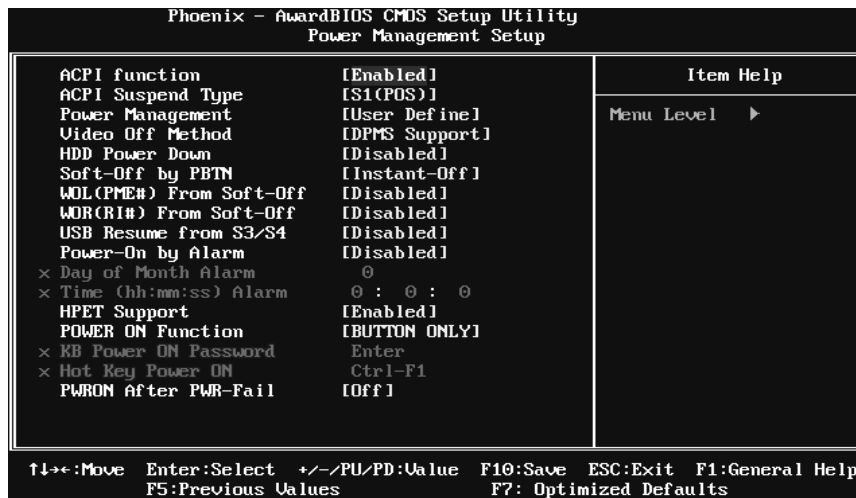 Phoenix - AwardBIOS CMOS Setup Utility
Power Management Setup
ACPI function [Enabled]
ACPI Suspend Type [S1(POS)]
Power Management [User Define]
Video Off Method [DPMS Support]
HDD Power Down [Disabled]
Soft-Off by PBTN [Instant-Off]
WOL(PME#) From Soft-Off [Disabled]
WOR(RI#) From Soft-Off [Disabled]
USB Resume from S3/S4 [Disabled]
Power-On by Alarm [Disabled]
x Day of Month Alarm 0
x Time (hh:mm:ss) Alarm 0 : 0 : 0
HPET Support [Enabled]
POWER ON Function [BUTTON ONLY]
x KB Power ON Password Enter
x Hot Key Power ON Ctrl-F1
PWRON After PWR-Fail [Off]
Item Help
Menu Level ▶
↑↓→←:Move Enter:Select +/-/PU/PD:Value F10:Save ESC:Exit F1:General Help
F5:Previous Values F7: Optimized Defaults